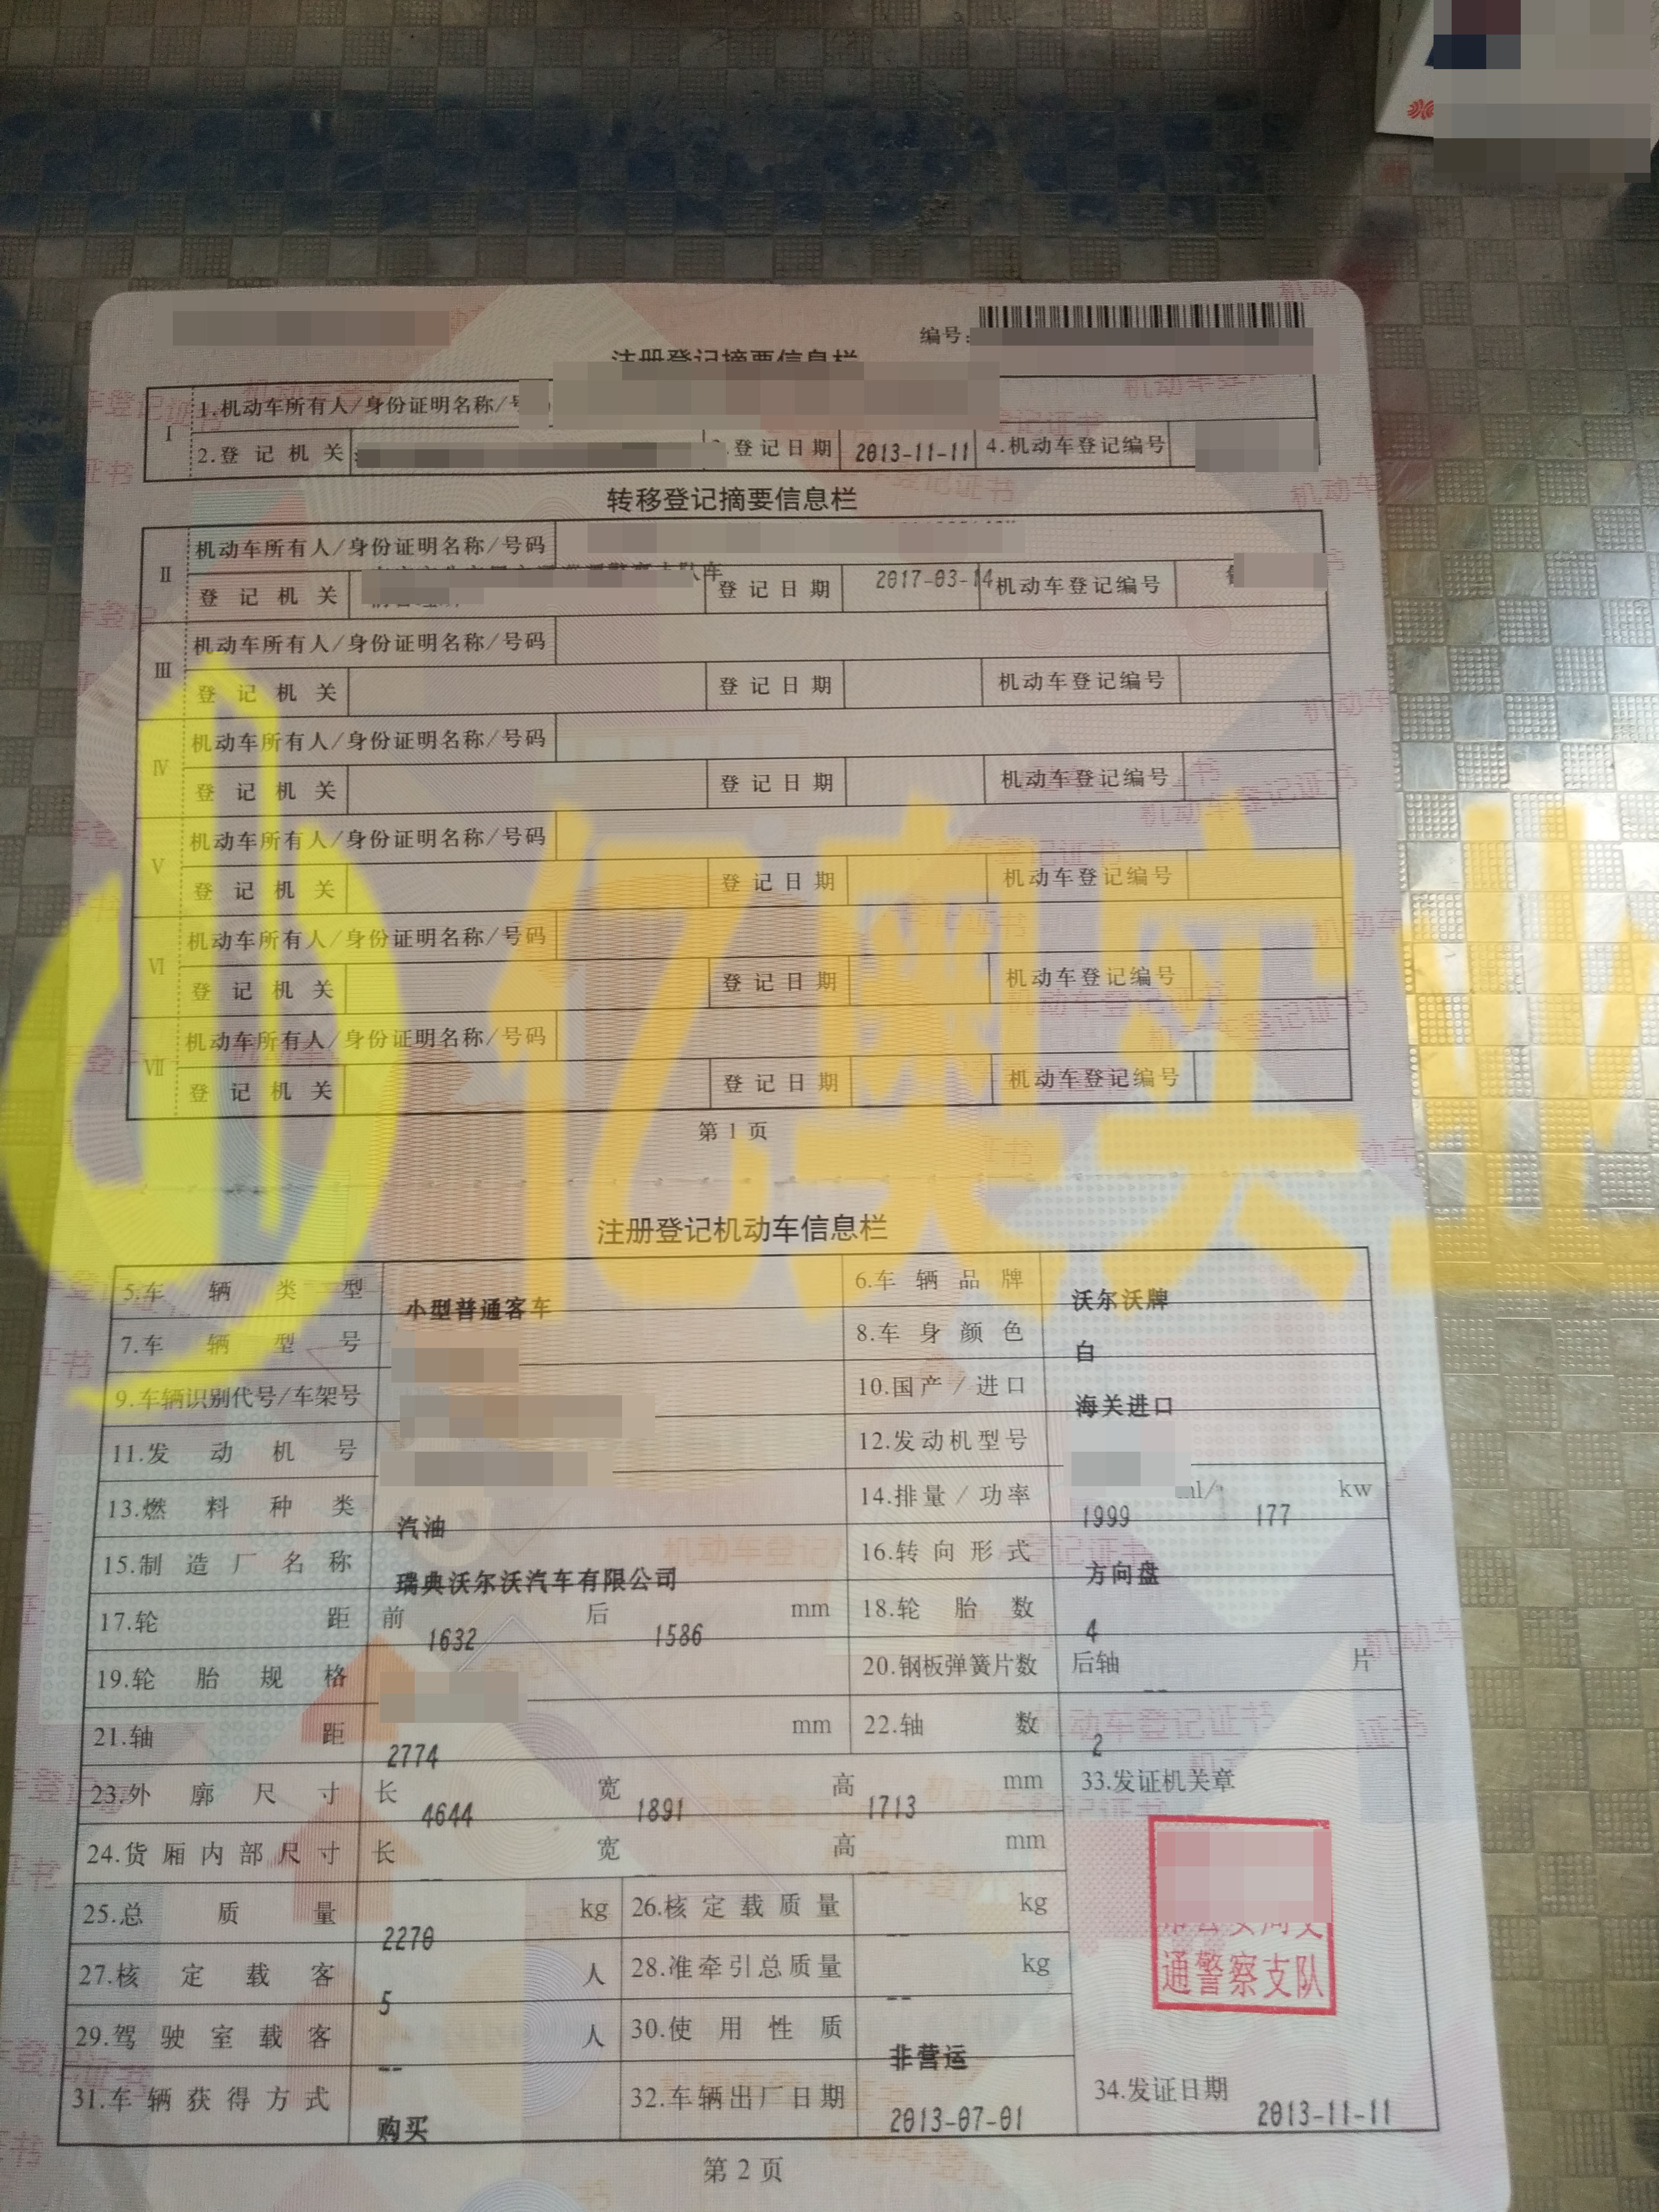 编号:
注册登记摘要信息栏
I
1.机动车所有人/身份证明名称/号
2.登记机关 登记日期 2013-11-11 4.机动车登记编号
转移登记摘要信息栏
II
机动车所有人/身份证明名称/号码
登记机关 登记日期 2017-03-14 机动车登记编号
III
机动车所有人/身份证明名称/号码
登记机关 登记日期 机动车登记编号
IV
机动车所有人/身份证明名称/号码
登记机关 登记日期 机动车登记编号
V
机动车所有人/身份证明名称/号码
登记机关 登记日期 机动车登记编号
VI
机动车所有人/身份证明名称/号码
登记机关 登记日期 机动车登记编号
VII
机动车所有人/身份证明名称/号码
登记机关 登记日期 机动车登记编号
第1页
亿奥实业
注册登记机动车信息栏
5.车辆类型 小型普通客车 6.车辆品牌 沃尔沃牌
7.车辆型号 8.车身颜色 白
9.车辆识别代号/车架号 10.国产/进口 海关进口
11.发动机号 12.发动机型号
13.燃料种类 汽油 14.排量/功率 1999 ml/ 177 kw
15.制造厂名称 瑞典沃尔沃汽车有限公司 16.转向形式 方向盘
17.轮距 前 1632 后 1586 mm 18.轮胎数 4
19.轮胎规格 20.钢板弹簧片数 后轴 -- 片
21.轴距 2774 mm 22.轴数 2
23.外廓尺寸 长 4644 宽 1891 高 1713 mm 33.发证机关章
24.货厢内部尺寸 长 -- 宽 -- 高 -- mm
25.总质量 2270 kg 26.核定载质量 -- kg
27.核定载客 5 人 28.准牵引总质量 -- kg
通警察支队
29.驾驶室载客 -- 人 30.使用性质 非营运
31.车辆获得方式 购买 32.车辆出厂日期 2013-07-01 34.发证日期 2013-11-11
第2页